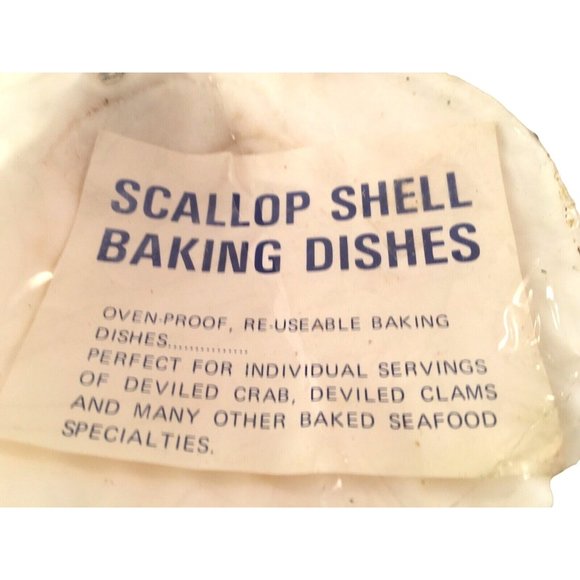 SCALLOP SHELL
BAKING DISHES
OVEN-PROOF, RE-USEABLE BAKING
DISHES...............
PERFECT FOR INDIVIDUAL SERVINGS
OF DEVILED CRAB, DEVILED CLAMS
AND MANY OTHER BAKED SEAFOOD
SPECIALTIES.